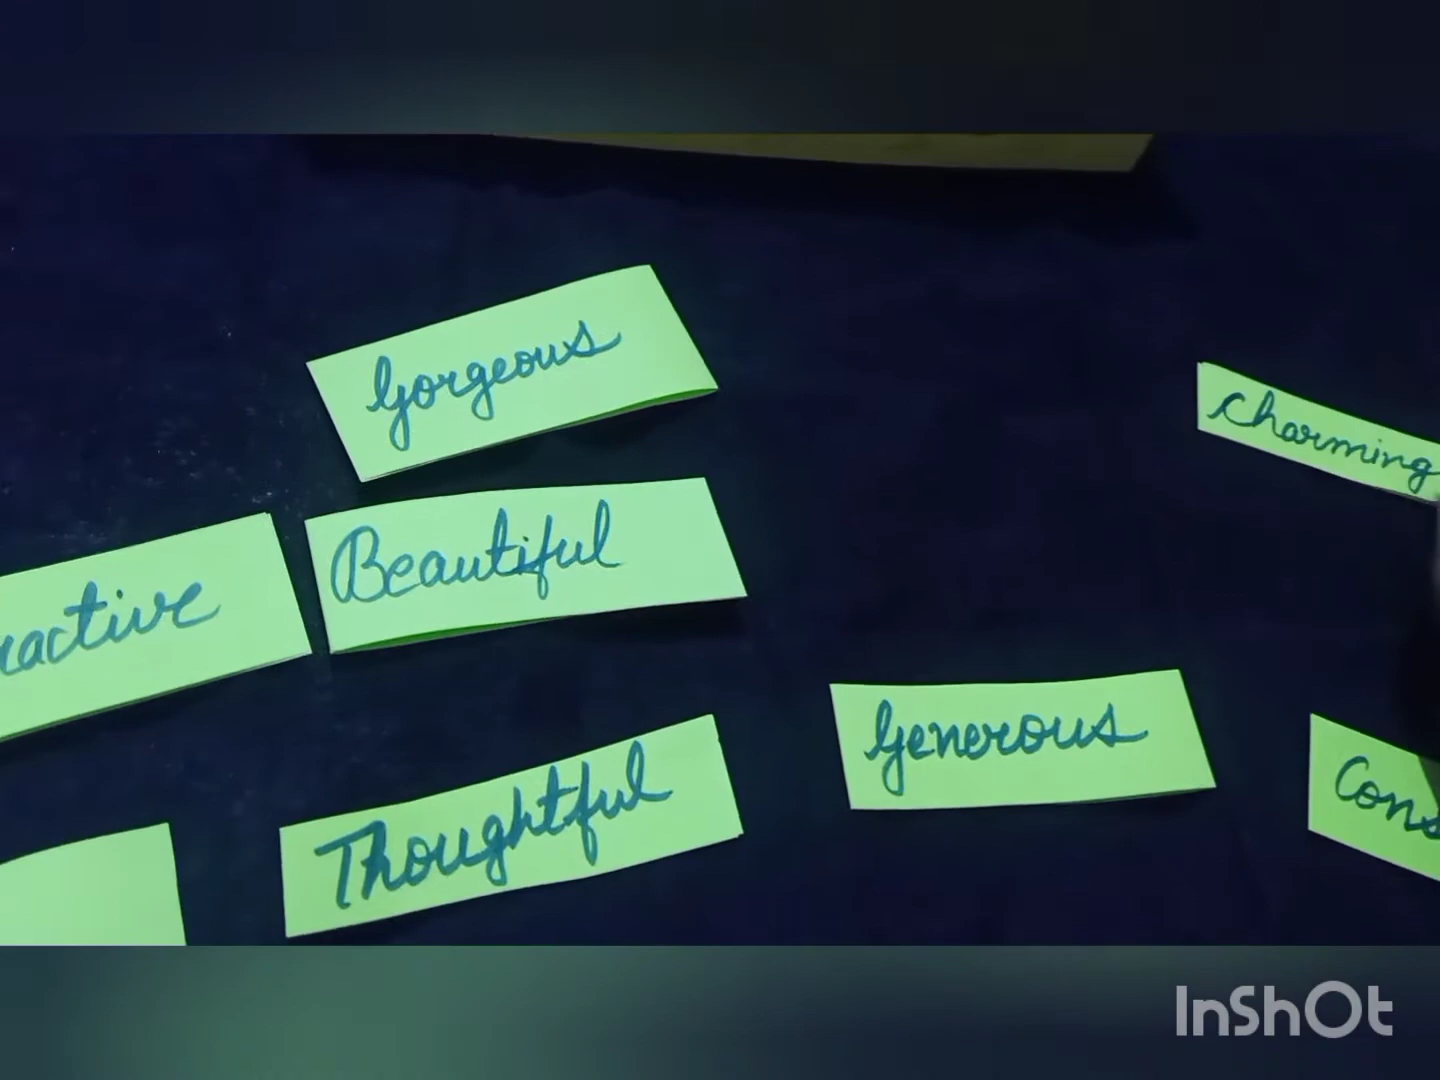 Gorgeous
charming
ractive
Beautiful
Generous
Cons
Thoughtful
InShOt